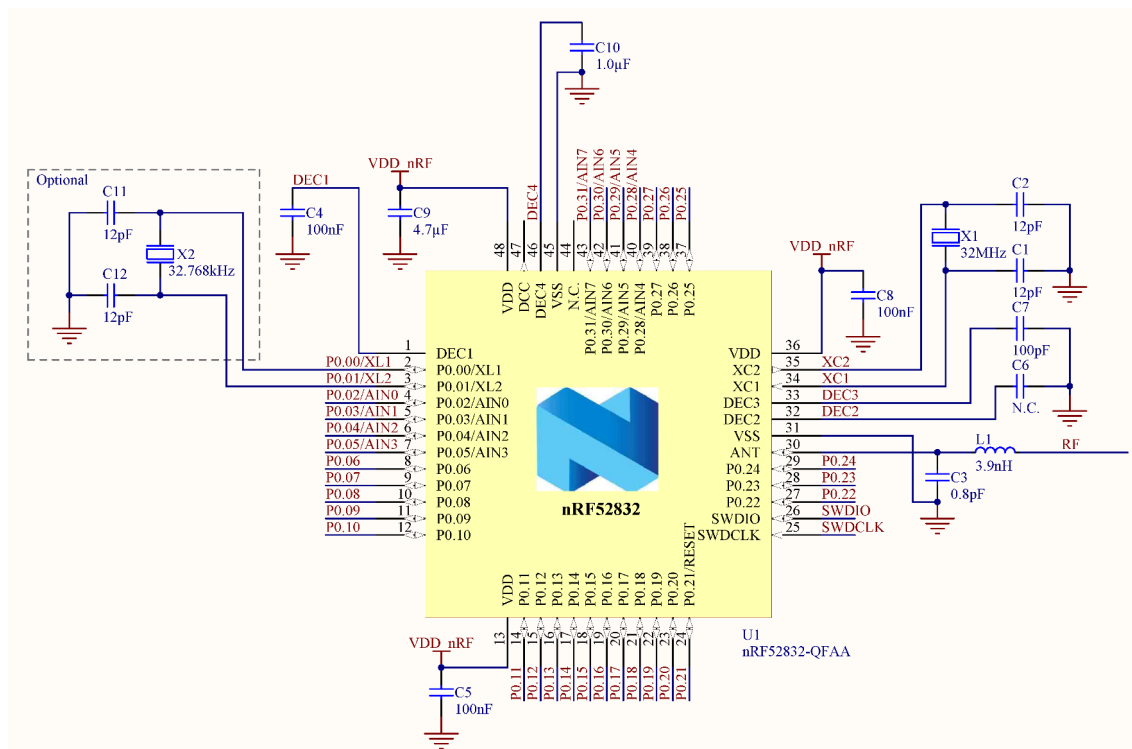 C10
1.0µF
VDD_nRF
Optional
DEC1
C11
12pF
X2
32.768kHz
C12
12pF
C4
100nF
C9
4.7µF
DEC4
P0.31/AIN7
P0.30/AIN6
P0.29/AIN5
P0.28/AIN4
P0.27
P0.26
P0.25
48
47
46
45
44
43
42
41
40
39
38
37
VDD
DCC
DEC4
VSS
N.C.
P0.31/AIN7
P0.30/AIN6
P0.29/AIN5
P0.28/AIN4
P0.27
P0.26
P0.25
VDD_nRF
C8
100nF
C2
12pF
X1
32MHz
C1
12pF
C7
100pF
C6
N.C.
1 DEC1
P0.00/XL1 2 P0.00/XL1
P0.01/XL2 3 P0.01/XL2
P0.02/AIN0 4 P0.02/AIN0
P0.03/AIN1 5 P0.03/AIN1
P0.04/AIN2 6 P0.04/AIN2
P0.05/AIN3 7 P0.05/AIN3
P0.06 8 P0.06
P0.07 9 P0.07
P0.08 10 P0.08
P0.09 11 P0.09
P0.10 12 P0.10
nRF52832
VDD 36
XC2 35 XC2
XC1 34 XC1
DEC3 33 DEC3
DEC2 32 DEC2
VSS 31
ANT 30
P0.24 29 P0.24
P0.23 28 P0.23
P0.22 27 P0.22
SWDIO 26 SWDIO
SWDCLK 25 SWDCLK
L1
3.9nH
RF
C3
0.8pF
VDD
P0.11
P0.12
P0.13
P0.14
P0.15
P0.16
P0.17
P0.18
P0.19
P0.20
P0.21/RESET
13
14
15
16
17
18
19
20
21
22
23
24
P0.11
P0.12
P0.13
P0.14
P0.15
P0.16
P0.17
P0.18
P0.19
P0.20
P0.21
VDD_nRF
C5
100nF
U1
nRF52832-QFAA